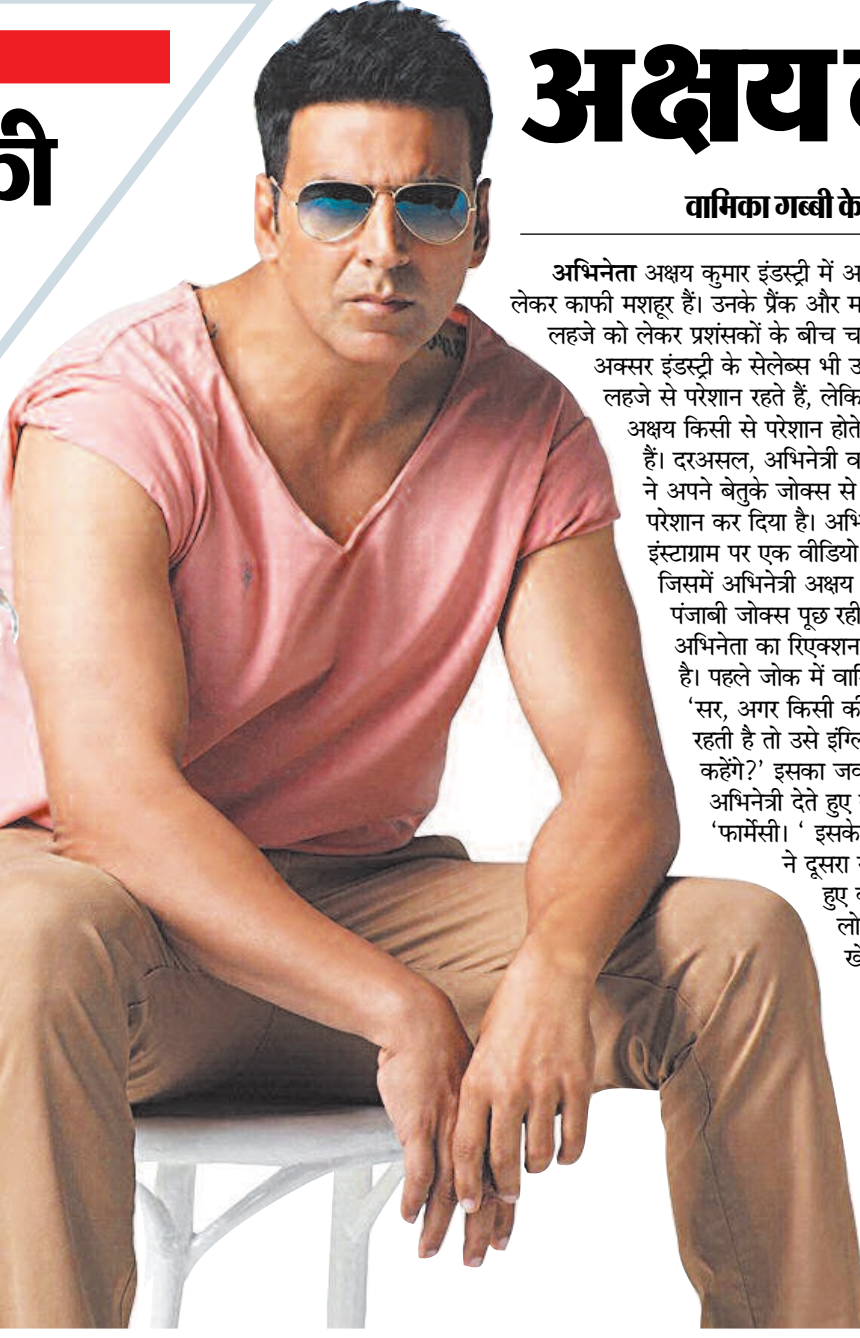 की
अक्षय
वामिका गब्बी के
अभिनेता अक्षय कुमार इंडस्ट्री में
लेकर काफी मशहूर हैं। उनके प्रैंक और
लहजे को लेकर प्रशंसकों के बीच
अक्सर इंडस्ट्री के सेलेब्स भी
लहजे से परेशान रहते हैं,
अक्षय किसी से परेशान होते
हैं। दरअसल, अभिनेत्री
ने अपने बेतुके जोक्स से
परेशान कर दिया है।
इंस्टाग्राम पर एक वीडियो
जिसमें अभिनेत्री अक्षय
पंजाबी जोक्स पूछ रही
अभिनेता का रिएक्शन
है। पहले जोक में
‘सर, अगर किसी की
रहती है तो उसे
कहेंगे?’ इसका
अभिनेत्री देते हुए
‘फार्मेसी। ‘ इसके
ने दूसरा
हुए